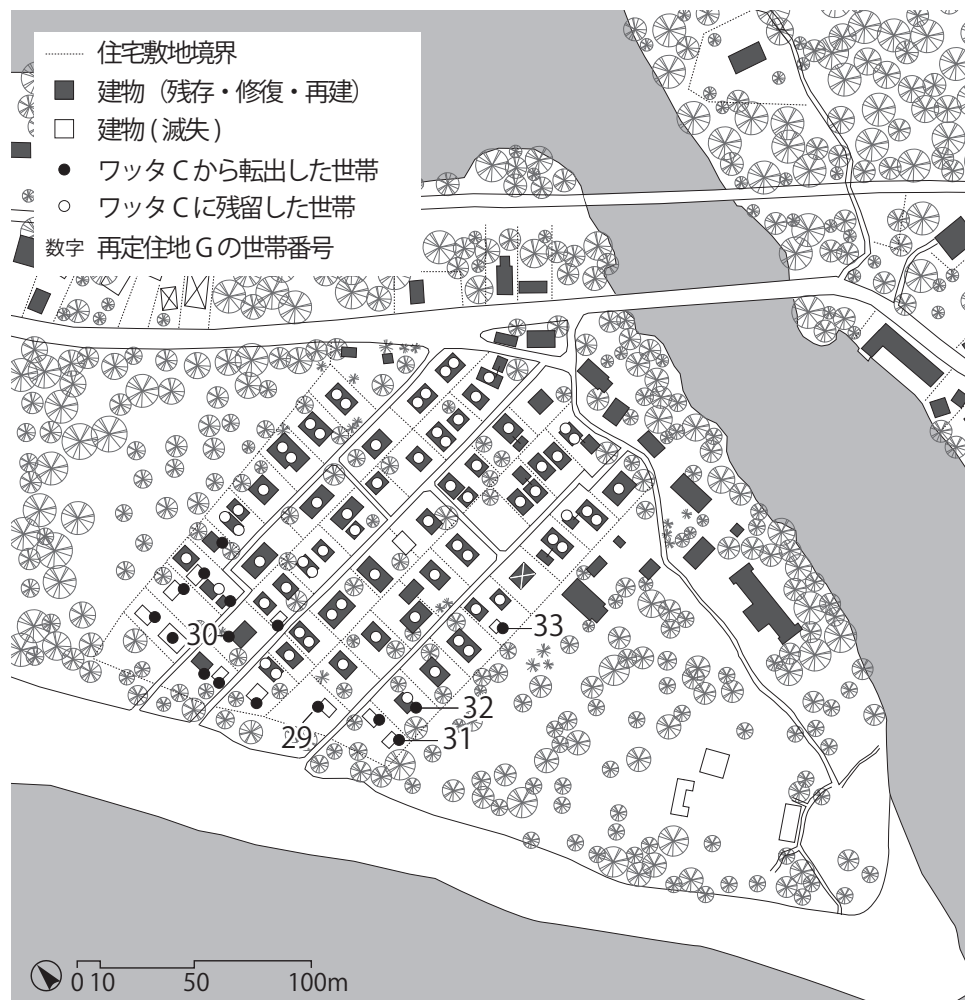 住宅敷地境界
建物（残存・修復・再建）
建物 ( 滅失 )
ワッタ C から転出した世帯
ワッタ C に残留した世帯
数字 再定住地 G の世帯番号
30
33
32
29
31
0 10 50 100m